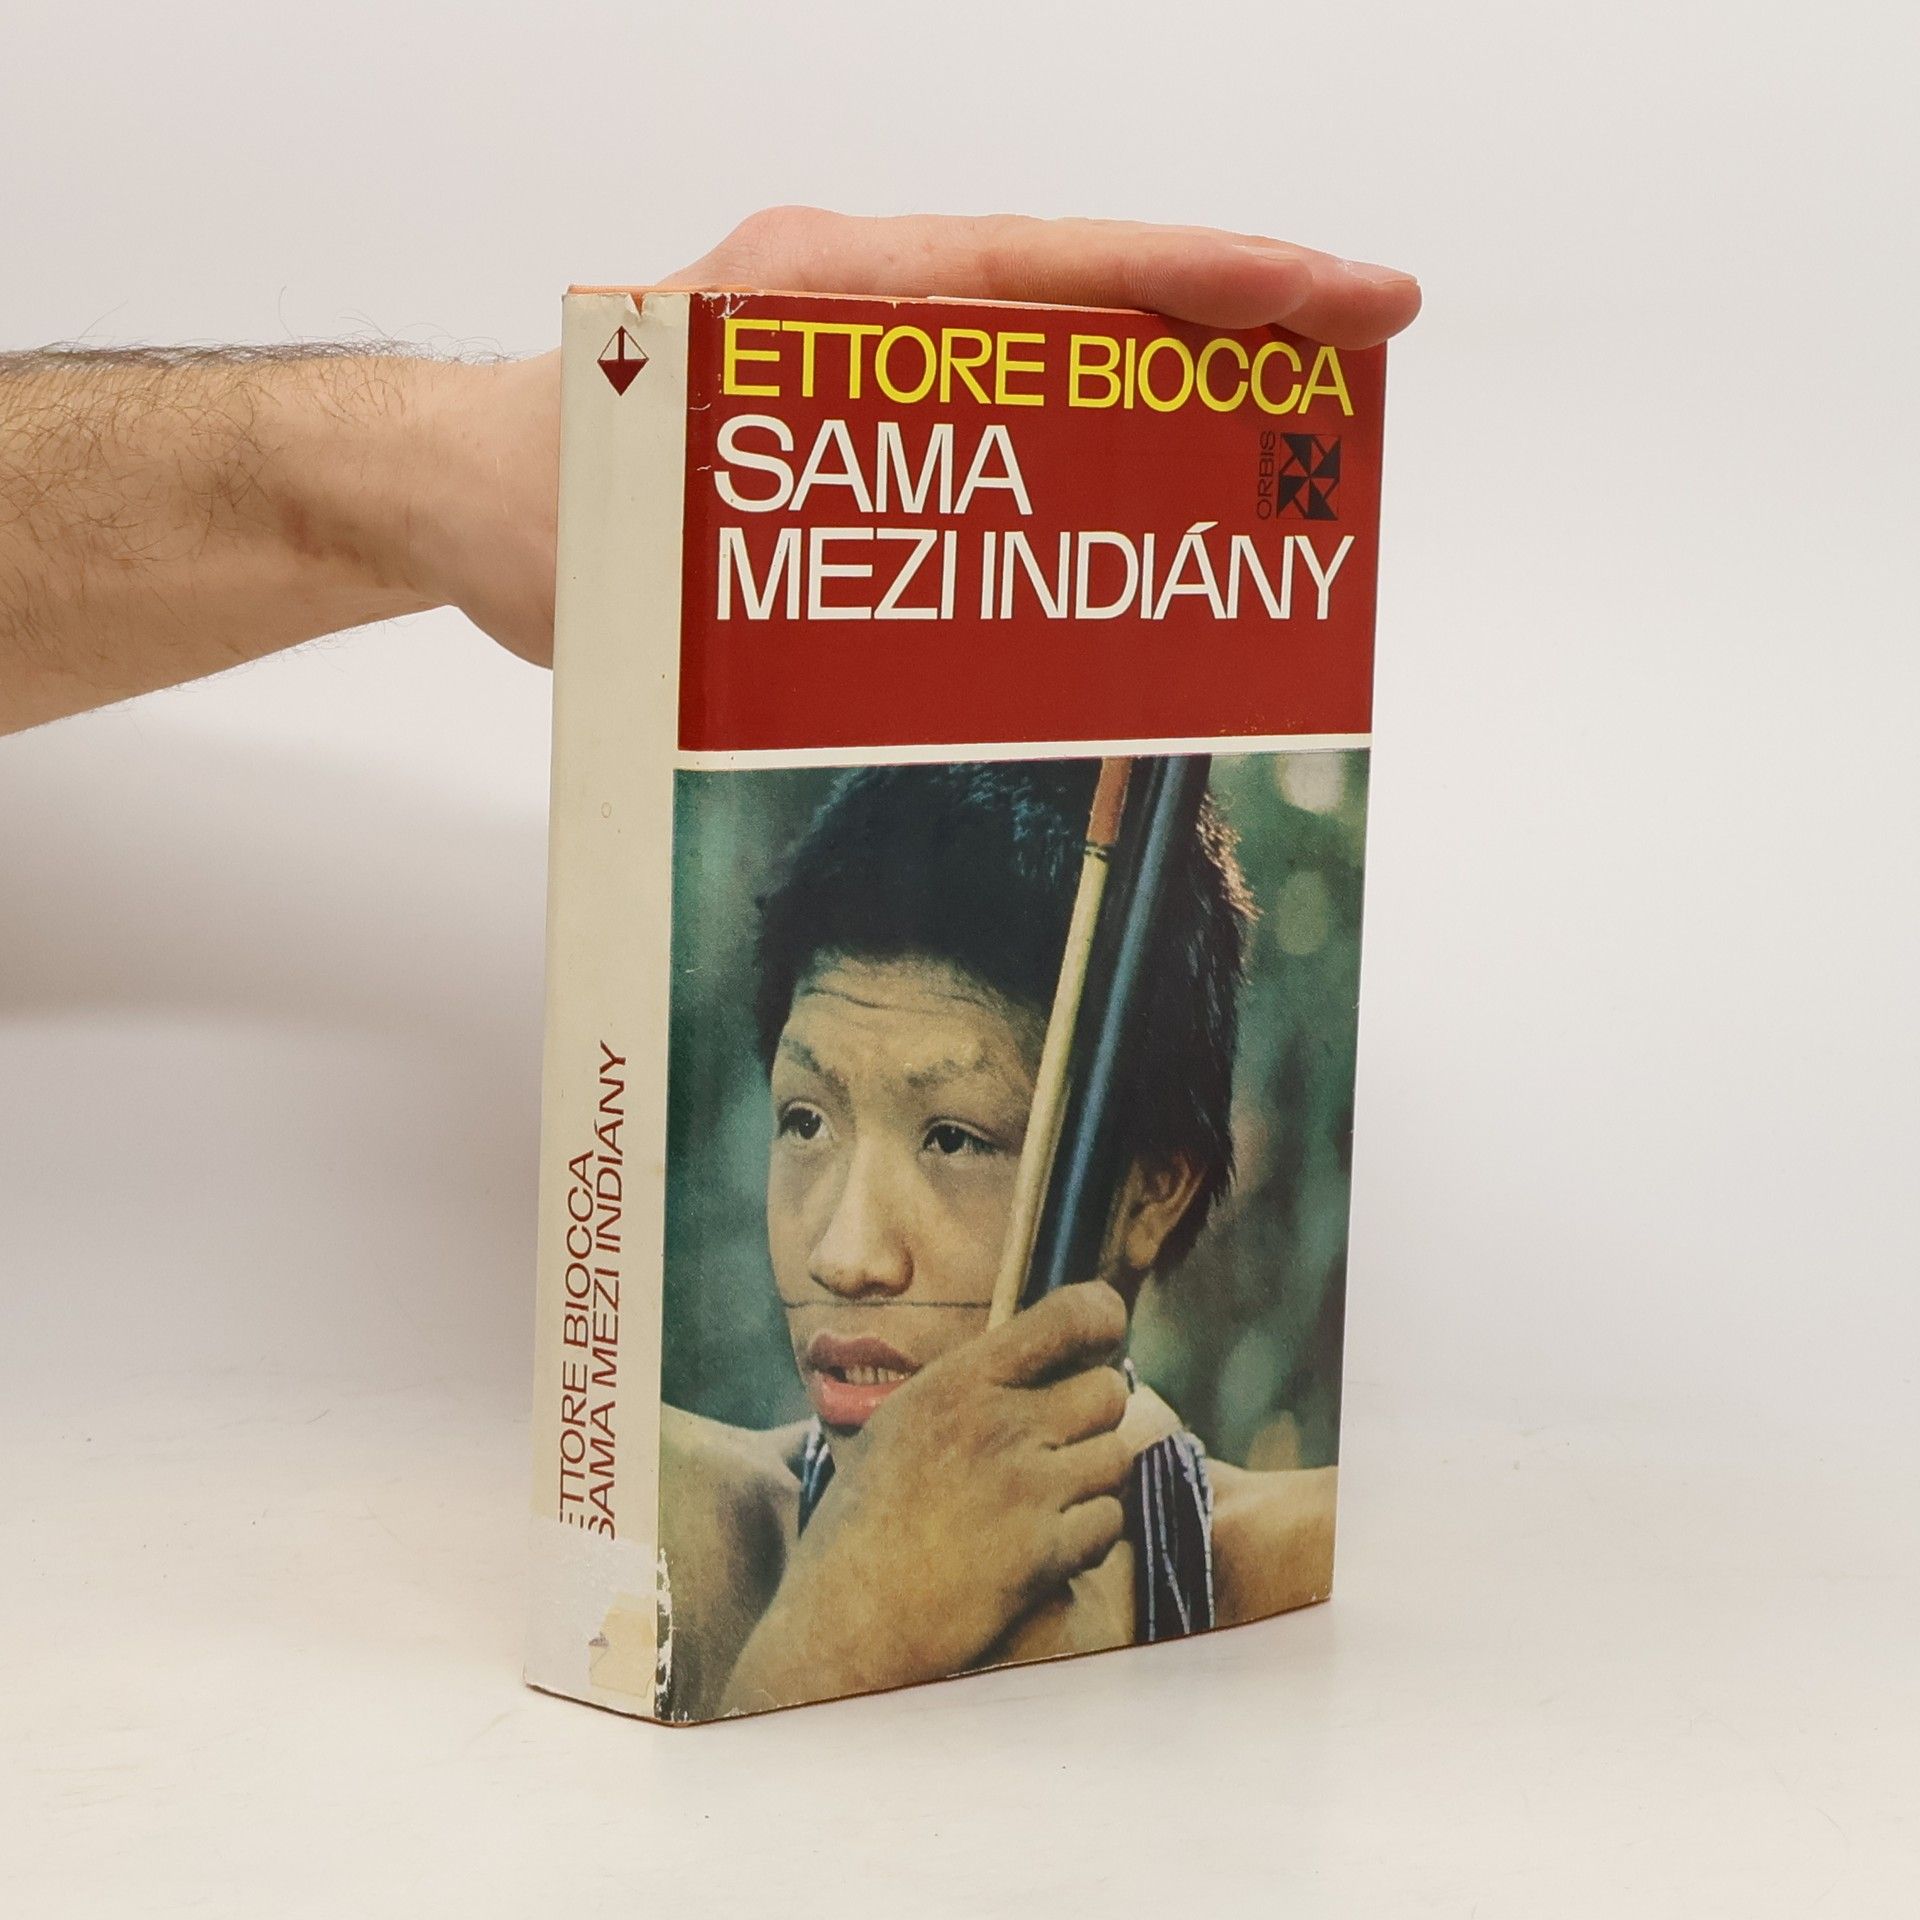 ETTORE BIOCCA
SAMA
MEZI INDIÁNY
ORBIS
ETTORE BIOCCA
SAMA MEZI INDIÁNY